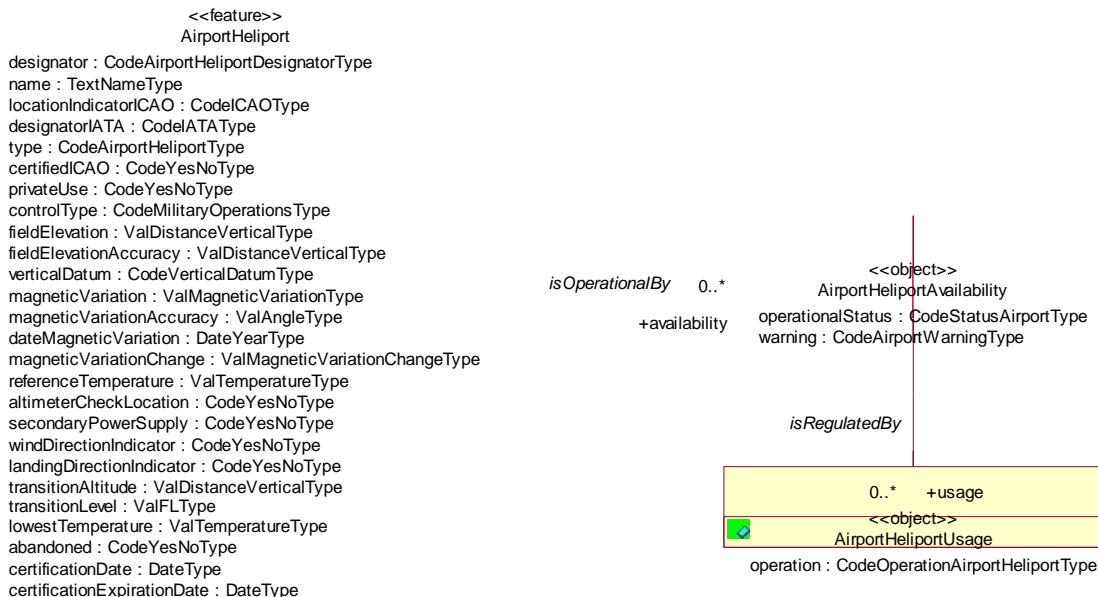 <<feature>>
AirportHeliport
designator : CodeAirportHeliportDesignatorType
name : TextNameType
locationIndicatorICAO : CodeICAOType
designatorIATA : CodeIATAType
type : CodeAirportHeliportType
certifiedICAO : CodeYesNoType
privateUse : CodeYesNoType
controlType : CodeMilitaryOperationsType
fieldElevation : ValDistanceVerticalType
fieldElevationAccuracy : ValDistanceVerticalType
verticalDatum : CodeVerticalDatumType
magneticVariation : ValMagneticVariationType
magneticVariationAccuracy : ValAngleType
dateMagneticVariation : DateYearType
magneticVariationChange : ValMagneticVariationChangeType
referenceTemperature : ValTemperatureType
altimeterCheckLocation : CodeYesNoType
secondaryPowerSupply : CodeYesNoType
windDirectionIndicator : CodeYesNoType
landingDirectionIndicator : CodeYesNoType
transitionAltitude : ValDistanceVerticalType
transitionLevel : ValFLType
lowestTemperature : ValTemperatureType
abandoned : CodeYesNoType
certificationDate : DateType
certificationExpirationDate : DateType
isOperationalBy 0..*
+availability
<<object>>
AirportHeliportAvailability
operationalStatus : CodeStatusAirportType
warning : CodeAirportWarningType
isRegulatedBy
0..* +usage
<<object>>
AirportHeliportUsage
operation : CodeOperationAirportHeliportType